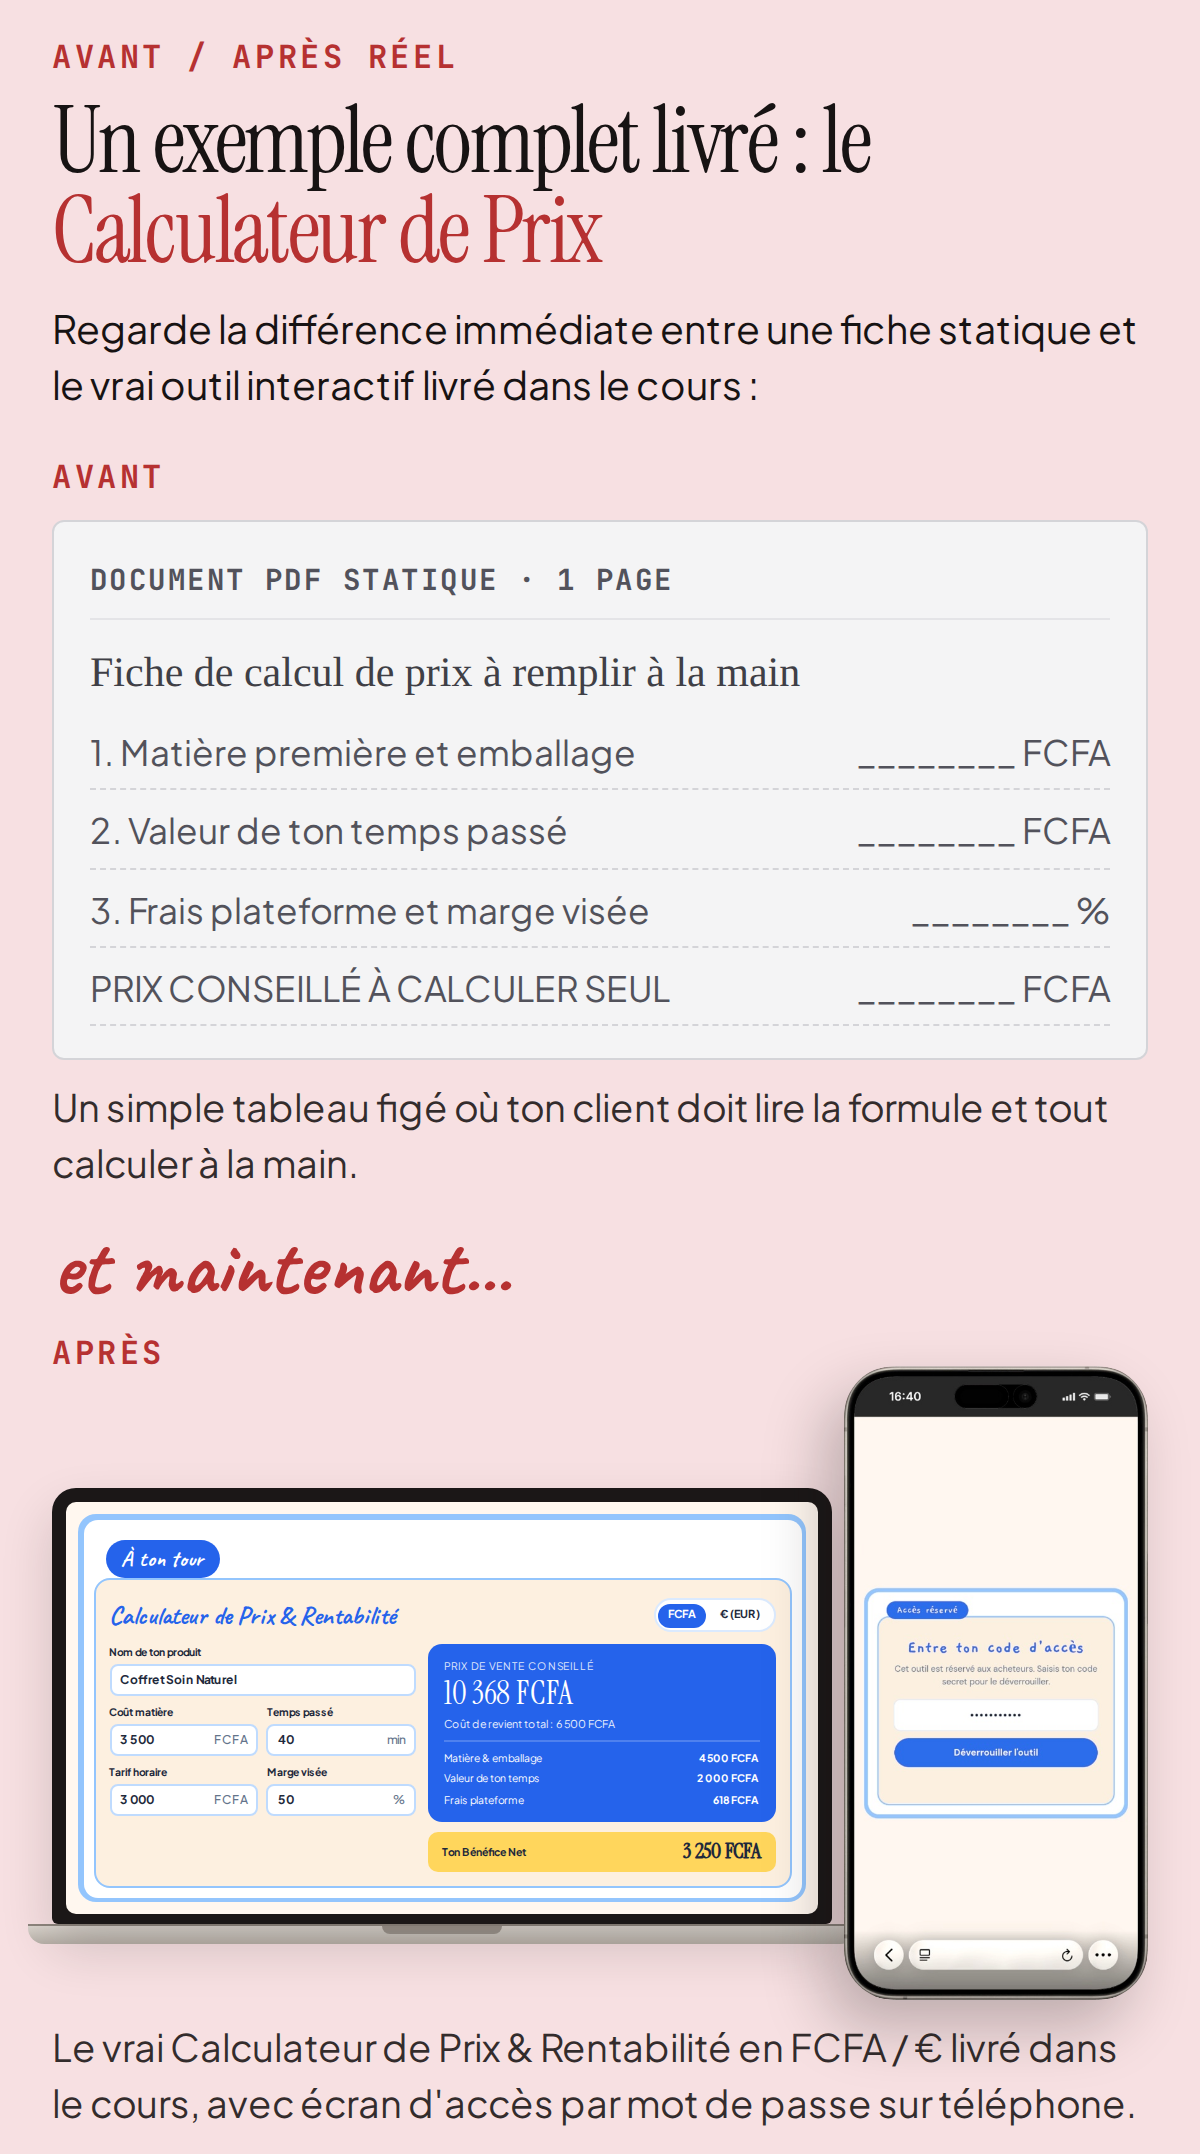 AVANT / APRÈS RÉEL
Un exemple complet livré : le
Calculateur de Prix
Regarde la différence immédiate entre une fiche statique et
le vrai outil interactif livré dans le cours :
AVANT
DOCUMENT PDF STATIQUE · 1 PAGE
Fiche de calcul de prix à remplir à la main
1. Matière première et emballage ________ FCFA
2. Valeur de ton temps passé ________ FCFA
3. Frais plateforme et marge visée ________ %
PRIX CONSEILLÉ À CALCULER SEUL ________ FCFA
Un simple tableau figé où ton client doit lire la formule et tout
calculer à la main.
et maintenant...
APRÈS
À ton tour
Calculateur de Prix & Rentabilité
FCFA € (EUR)
Nom de ton produit
Coffret Soin Naturel
Coût matière Temps passé
3 500 FCFA 40 min
Tarif horaire Marge visée
3 000 FCFA 50 %
PRIX DE VENTE CONSEILLÉ
10 368 FCFA
Coût de revient total : 6 500 FCFA
Matière & emballage 4 500 FCFA
Valeur de ton temps 2 000 FCFA
Frais plateforme 618 FCFA
Ton Bénéfice Net 3 250 FCFA
16:40
Accès réservé
Entre ton code d'accès
Cet outil est réservé aux acheteurs. Saisis ton code
secret pour le déverrouiller.
•••••••••••
Déverrouiller l'outil
Le vrai Calculateur de Prix & Rentabilité en FCFA / € livré dans
le cours, avec écran d'accès par mot de passe sur téléphone.